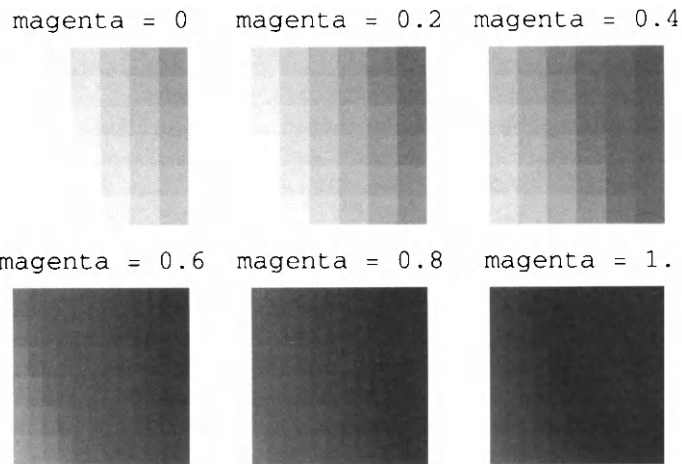 magenta = 0 magenta = 0.2 magenta = 0.4
magenta = 0.6 magenta = 0.8 magenta = 1.